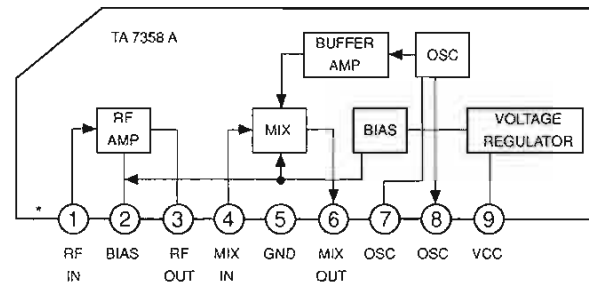 TA 7358 A
BUFFER
AMP
OSC
RF
AMP
MIX
BIAS
VOLTAGE
REGULATOR
*
1 2 3 4 5 6 7 8 9
RF IN BIAS RF OUT MIX IN GND MIX OUT OSC OSC VCC